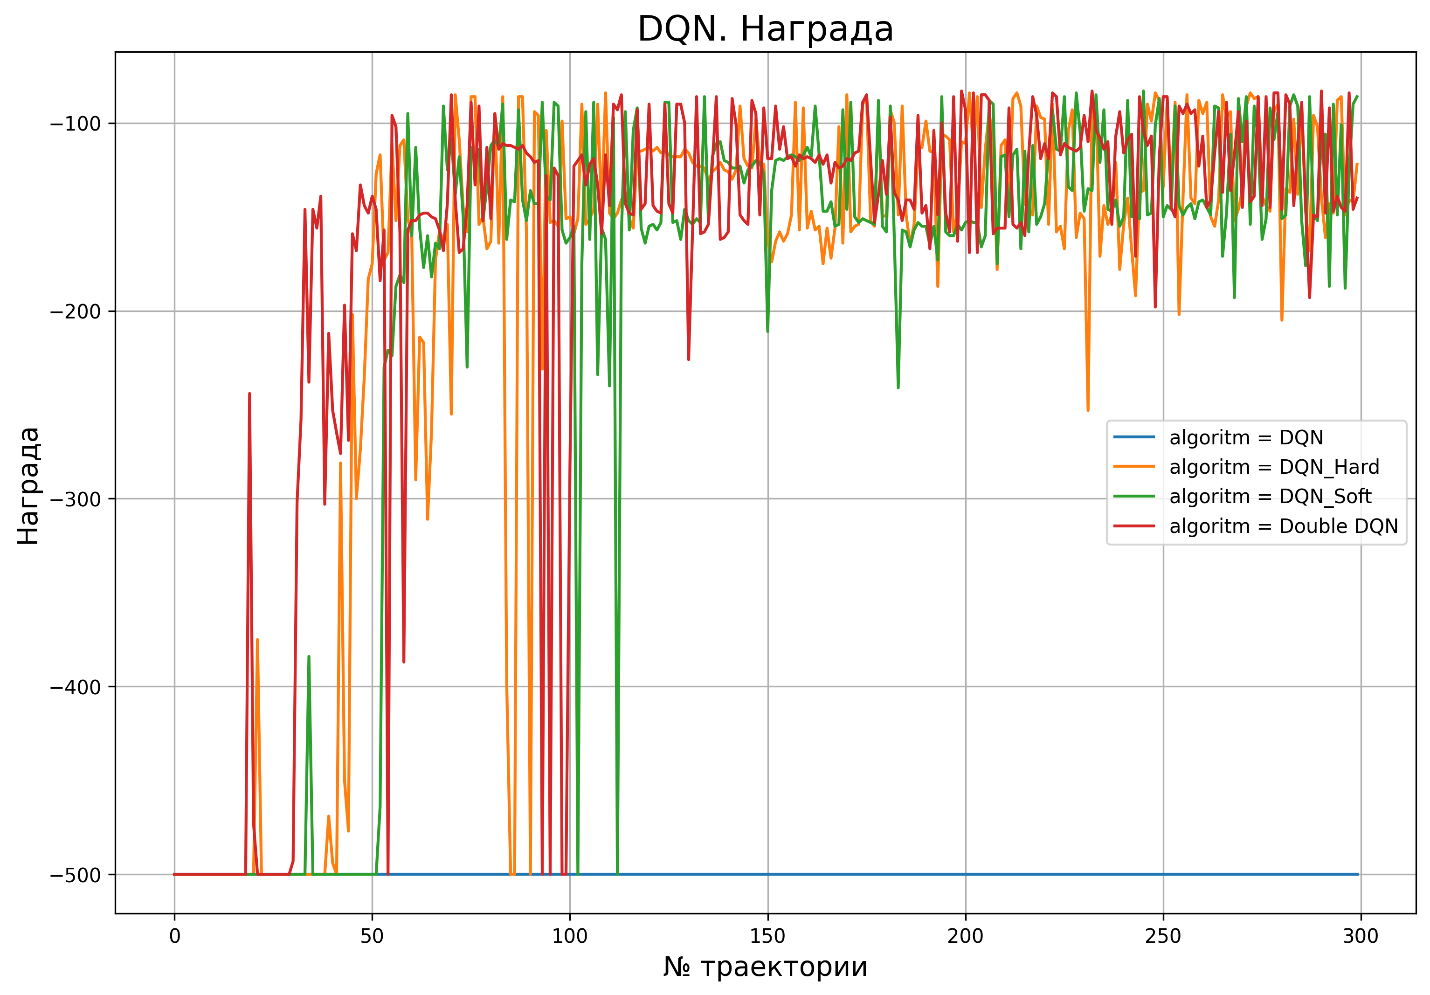 DQN. Награда
Награда
−100
−200
−300
−400
−500
algoritm = DQN
algoritm = DQN_Hard
algoritm = DQN_Soft
algoritm = Double DQN
0 50 100 150 200 250 300
№ траектории